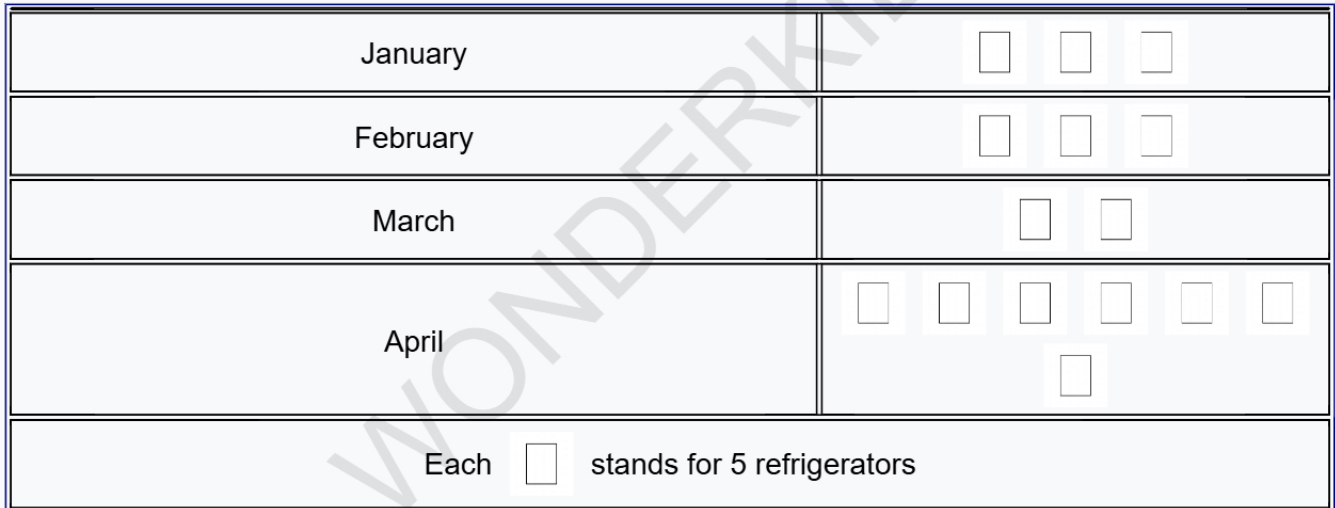 January
February
March
April
Each stands for 5 refrigerators
WONDERKI